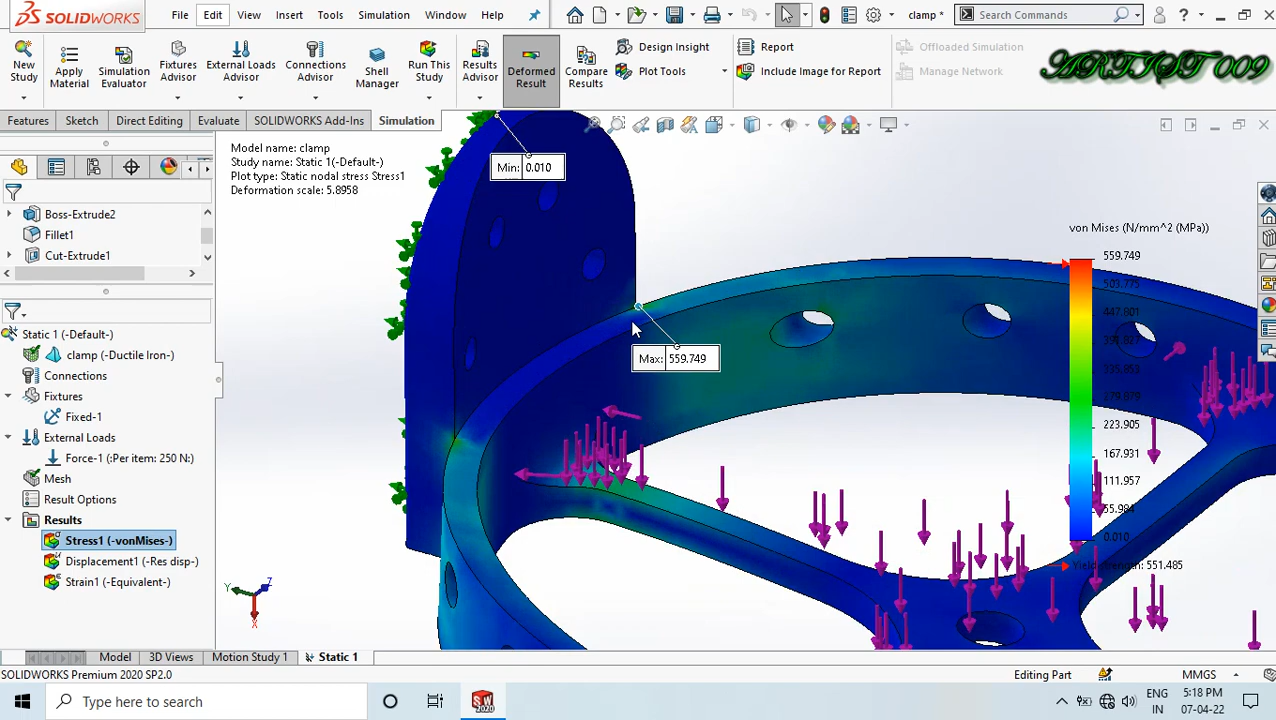 SOLIDWORKS File Edit View Insert Tools Simulation Window Help clamp * Search Commands ?
New Study
Apply Material
Simulation Evaluator
Fixtures Advisor
External Loads Advisor
Connections Advisor
Shell Manager
Run This Study
Results Advisor
Deformed Result
Compare Results
Design Insight
Plot Tools
Report
Include Image for Report
Offloaded Simulation
Manage Network
ARTIST 009
Features Sketch Direct Editing Evaluate SOLIDWORKS Add-Ins Simulation
Model name: clamp
Study name: Static 1(-Default-)
Plot type: Static nodal stress Stress1
Deformation scale: 5.8958
Min: 0.010
Max: 559.749
von Mises (N/mm^2 (MPa))
559.749
503.775
447.801
391.827
335.853
279.879
223.905
167.931
111.957
55.984
0.010
Yield strength: 551.485
Boss-Extrude2
Fillet1
Cut-Extrude1
Static 1 (-Default-)
clamp (-Ductile Iron-)
Connections
Fixtures
Fixed-1
External Loads
Force-1 (:Per item: 250 N:)
Mesh
Result Options
Results
Stress1 (-vonMises-)
Displacement1 (-Res disp-)
Strain1 (-Equivalent-)
Y Z X
Model 3D Views Motion Study 1 Static 1
SOLIDWORKS Premium 2020 SP2.0 Editing Part MMGS
Type here to search
SW 2020
ENG IN
5:18 PM
07-04-22